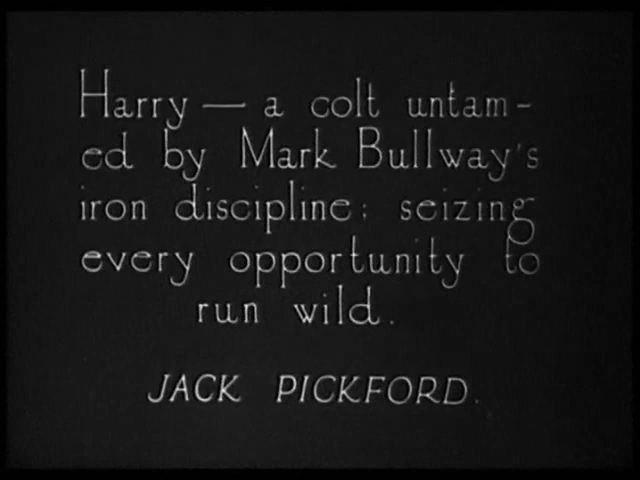 Harry — a colt untam-
ed by Mark Bullway's
iron discipline; seizing
every opportunity to
run wild.
JACK PICKFORD.